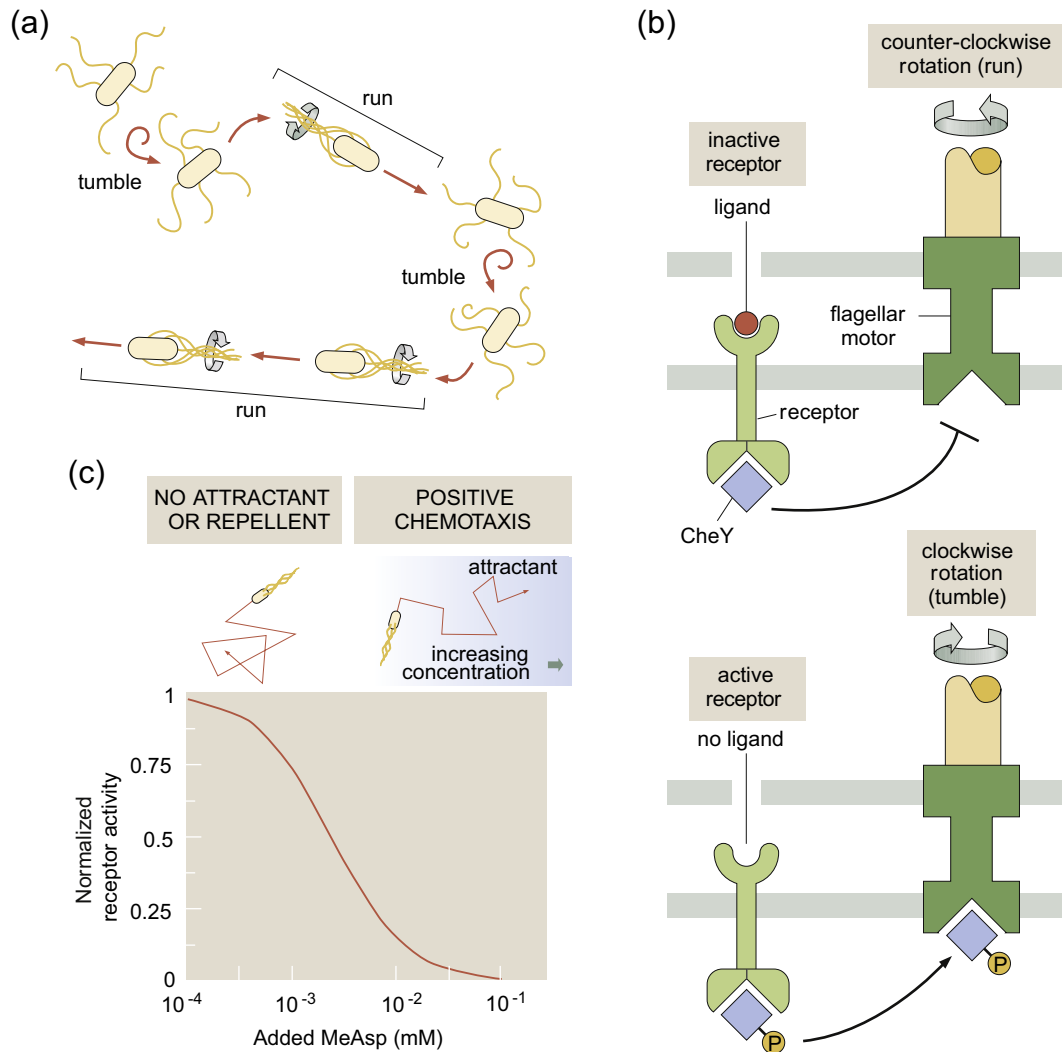 (a)
run
tumble
tumble
run
(b)
counter-clockwise
rotation (run)
inactive
receptor
ligand
flagellar
motor
receptor
CheY
clockwise
rotation
(tumble)
active
receptor
no ligand
P
P
(c)
NO ATTRACTANT
OR REPELLENT
POSITIVE
CHEMOTAXIS
attractant
increasing
concentration
1
0.75
0.5
0.25
0
Normalized
receptor activity
10⁻⁴
10⁻³
10⁻²
10⁻¹
Added MeAsp (mM)